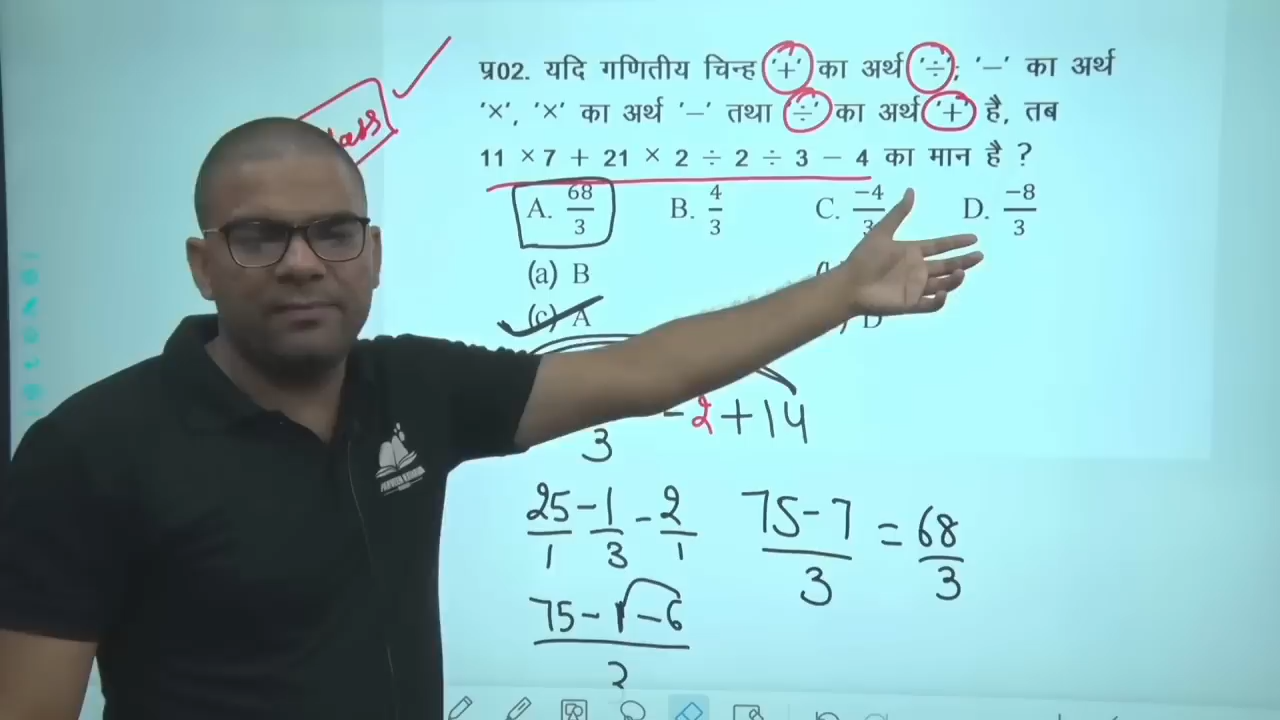 प्र02. यदि गणितीय चिन्ह '+' का अर्थ '÷', '−' का अर्थ
'×', '×' का अर्थ '−' तथा '÷' का अर्थ '+' है, तब
11 × 7 + 21 × 2 ÷ 2 ÷ 3 − 4 का मान है ?
A. 68/3 B. 4/3 C. −4/3 D. −8/3
(a) B
(c) A D
3 - 2 + 14
25/1 - 1/3 - 2/1 75 - 7 / 3 = 68/3
75 - 1 - 6